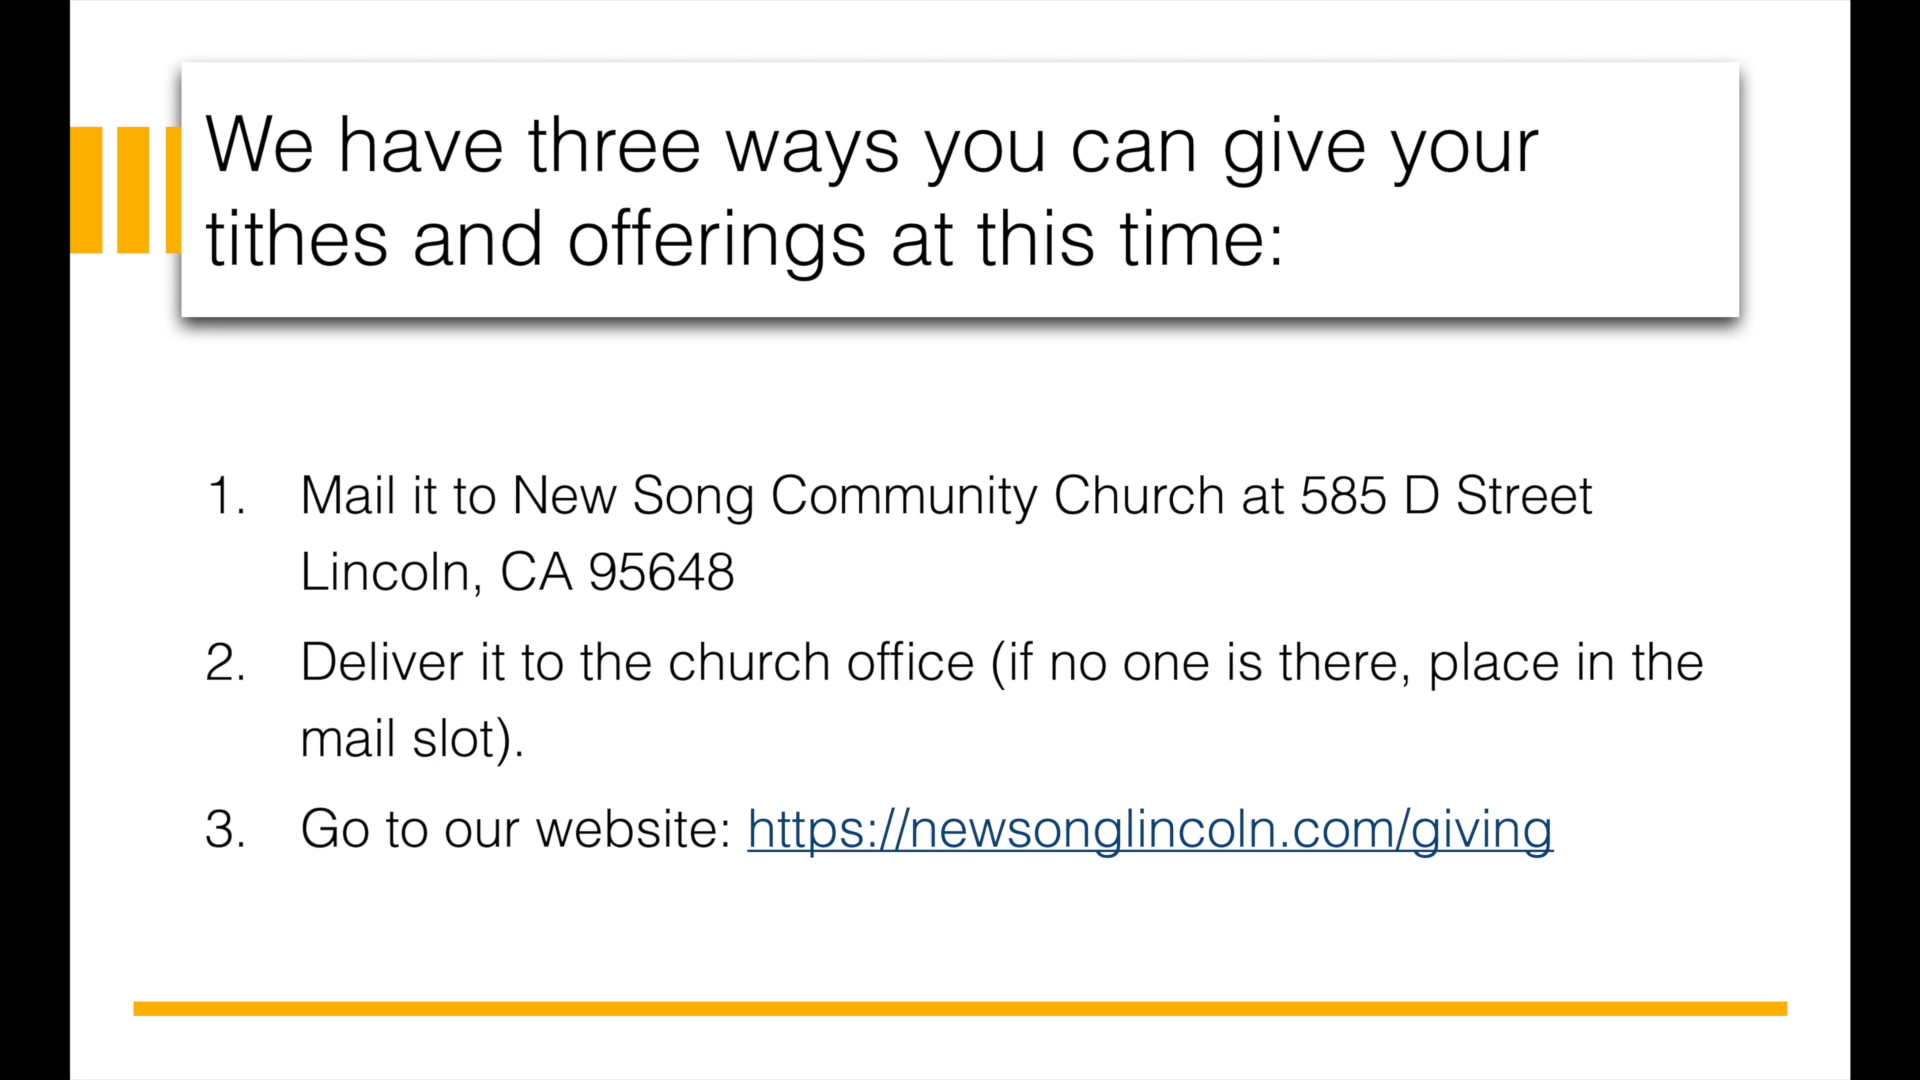 We have three ways you can give your
tithes and offerings at this time:
1. Mail it to New Song Community Church at 585 D Street
Lincoln, CA 95648
2. Deliver it to the church office (if no one is there, place in the
mail slot).
3. Go to our website: https://newsonglincoln.com/giving